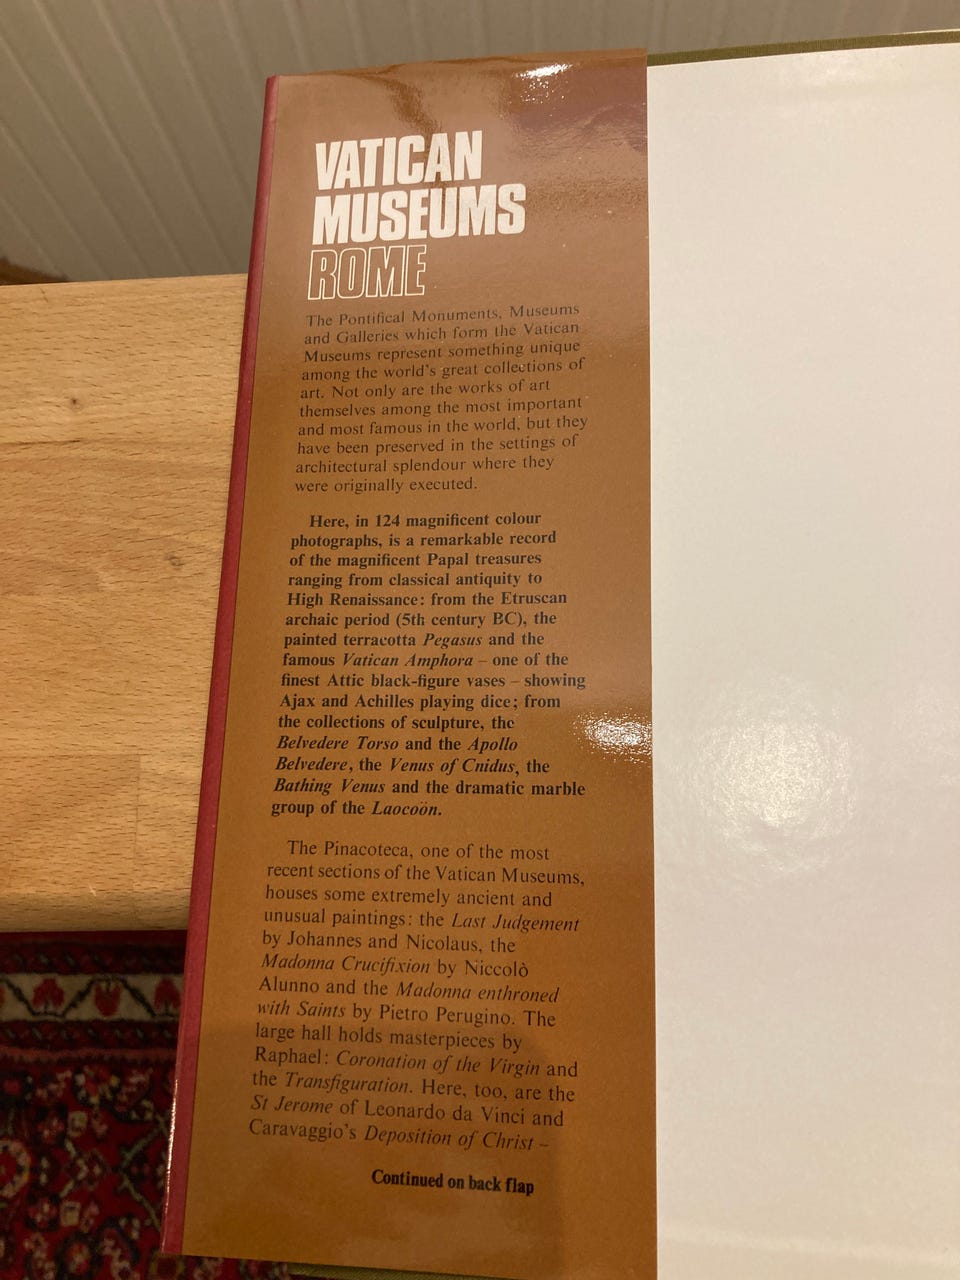 VATICAN
MUSEUMS
ROME
The Pontifical Monuments, Museums
and Galleries which form the Vatican
Museums represent something unique
among the world's great collections of
art. Not only are the works of art
themselves among the most important
and most famous in the world, but they
have been preserved in the settings of
architectural splendour where they
were originally executed.
Here, in 124 magnificent colour
photographs, is a remarkable record
of the magnificent Papal treasures
ranging from classical antiquity to
High Renaissance: from the Etruscan
archaic period (5th century BC), the
painted terracotta Pegasus and the
famous Vatican Amphora – one of the
finest Attic black-figure vases – showing
Ajax and Achilles playing dice; from
the collections of sculpture, the
Belvedere Torso and the Apollo
Belvedere, the Venus of Cnidus, the
Bathing Venus and the dramatic marble
group of the Laocoön.
The Pinacoteca, one of the most
recent sections of the Vatican Museums,
houses some extremely ancient and
unusual paintings: the Last Judgement
by Johannes and Nicolaus, the
Madonna Crucifixion by Niccolò
Alunno and the Madonna enthroned
with Saints by Pietro Perugino. The
large hall holds masterpieces by
Raphael: Coronation of the Virgin and
the Transfiguration. Here, too, are the
St Jerome of Leonardo da Vinci and
Caravaggio's Deposition of Christ –
Continued on back flap